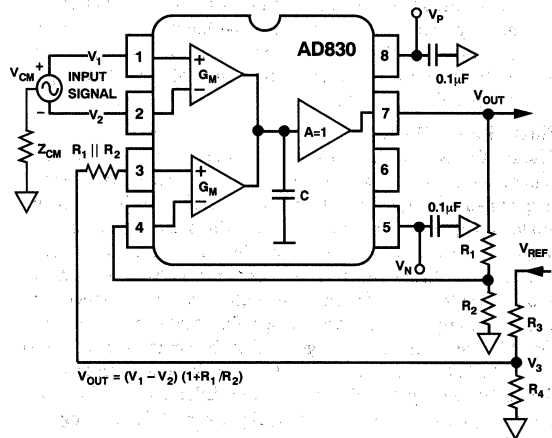 V_P
AD830
1
8
0.1µF
V_CM
+
−
INPUT
SIGNAL
V_1
+
−
G_M
V_2
2
A=1
7
V_OUT
Z_CM
R_1 || R_2
3
+
−
G_M
6
C
0.1µF
4
5
R_1
V_N
V_REF
R_2
R_3
V_3
V_OUT = (V_1 – V_2) (1+R_1/R_2)
R_4